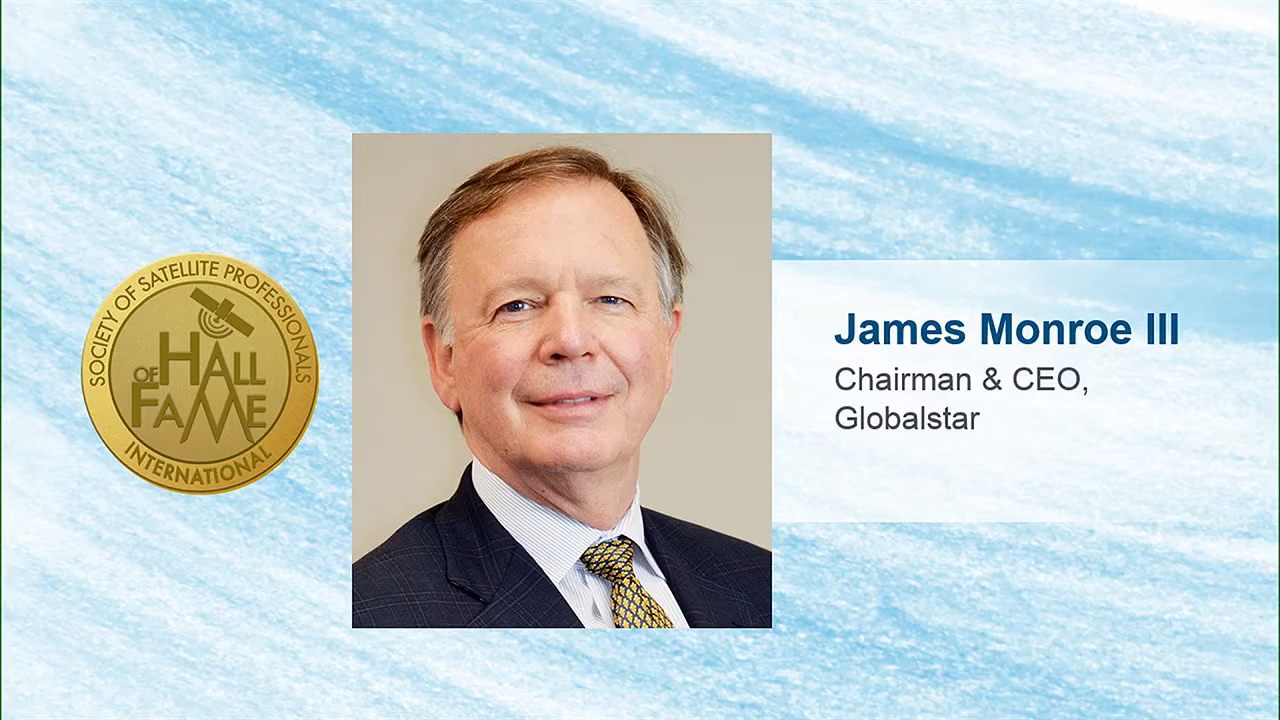 SOCIETY OF SATELLITE PROFESSIONALS
HALL
OF
FAME
INTERNATIONAL
James Monroe III
Chairman & CEO,
Globalstar